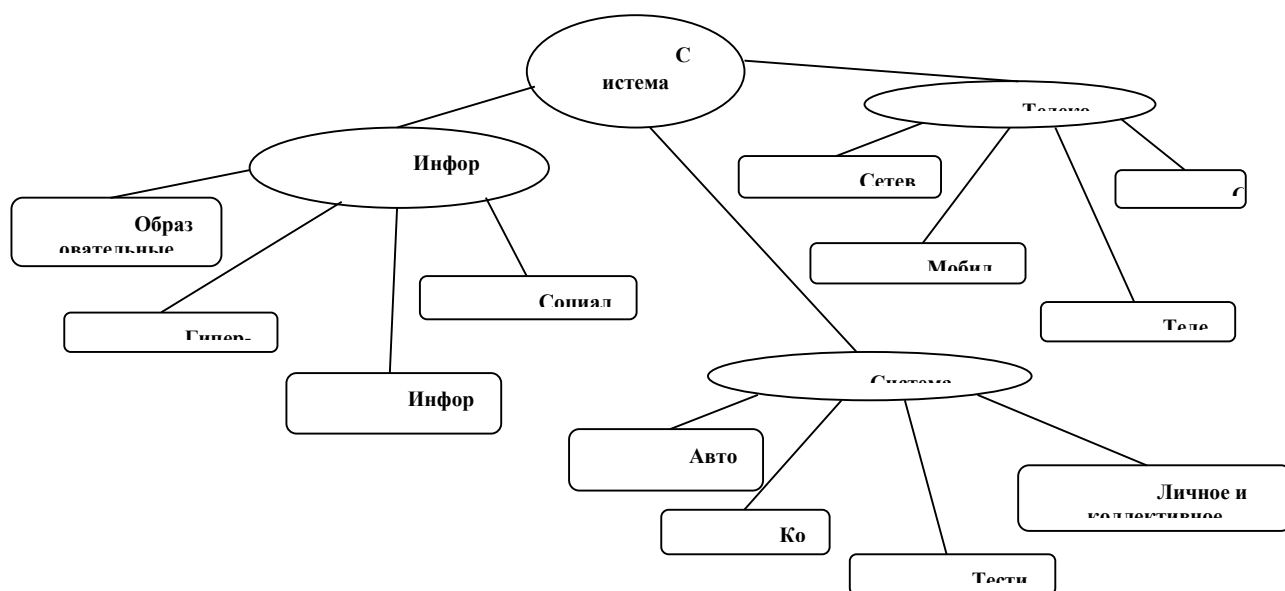 С
истема
Телеко
Инфор
Сетев
С
Образ
овательные
Мобил
Социал
Гипер-
Теле
Система
Инфор
Авто
Личное и
коллективное
Ко
Тести